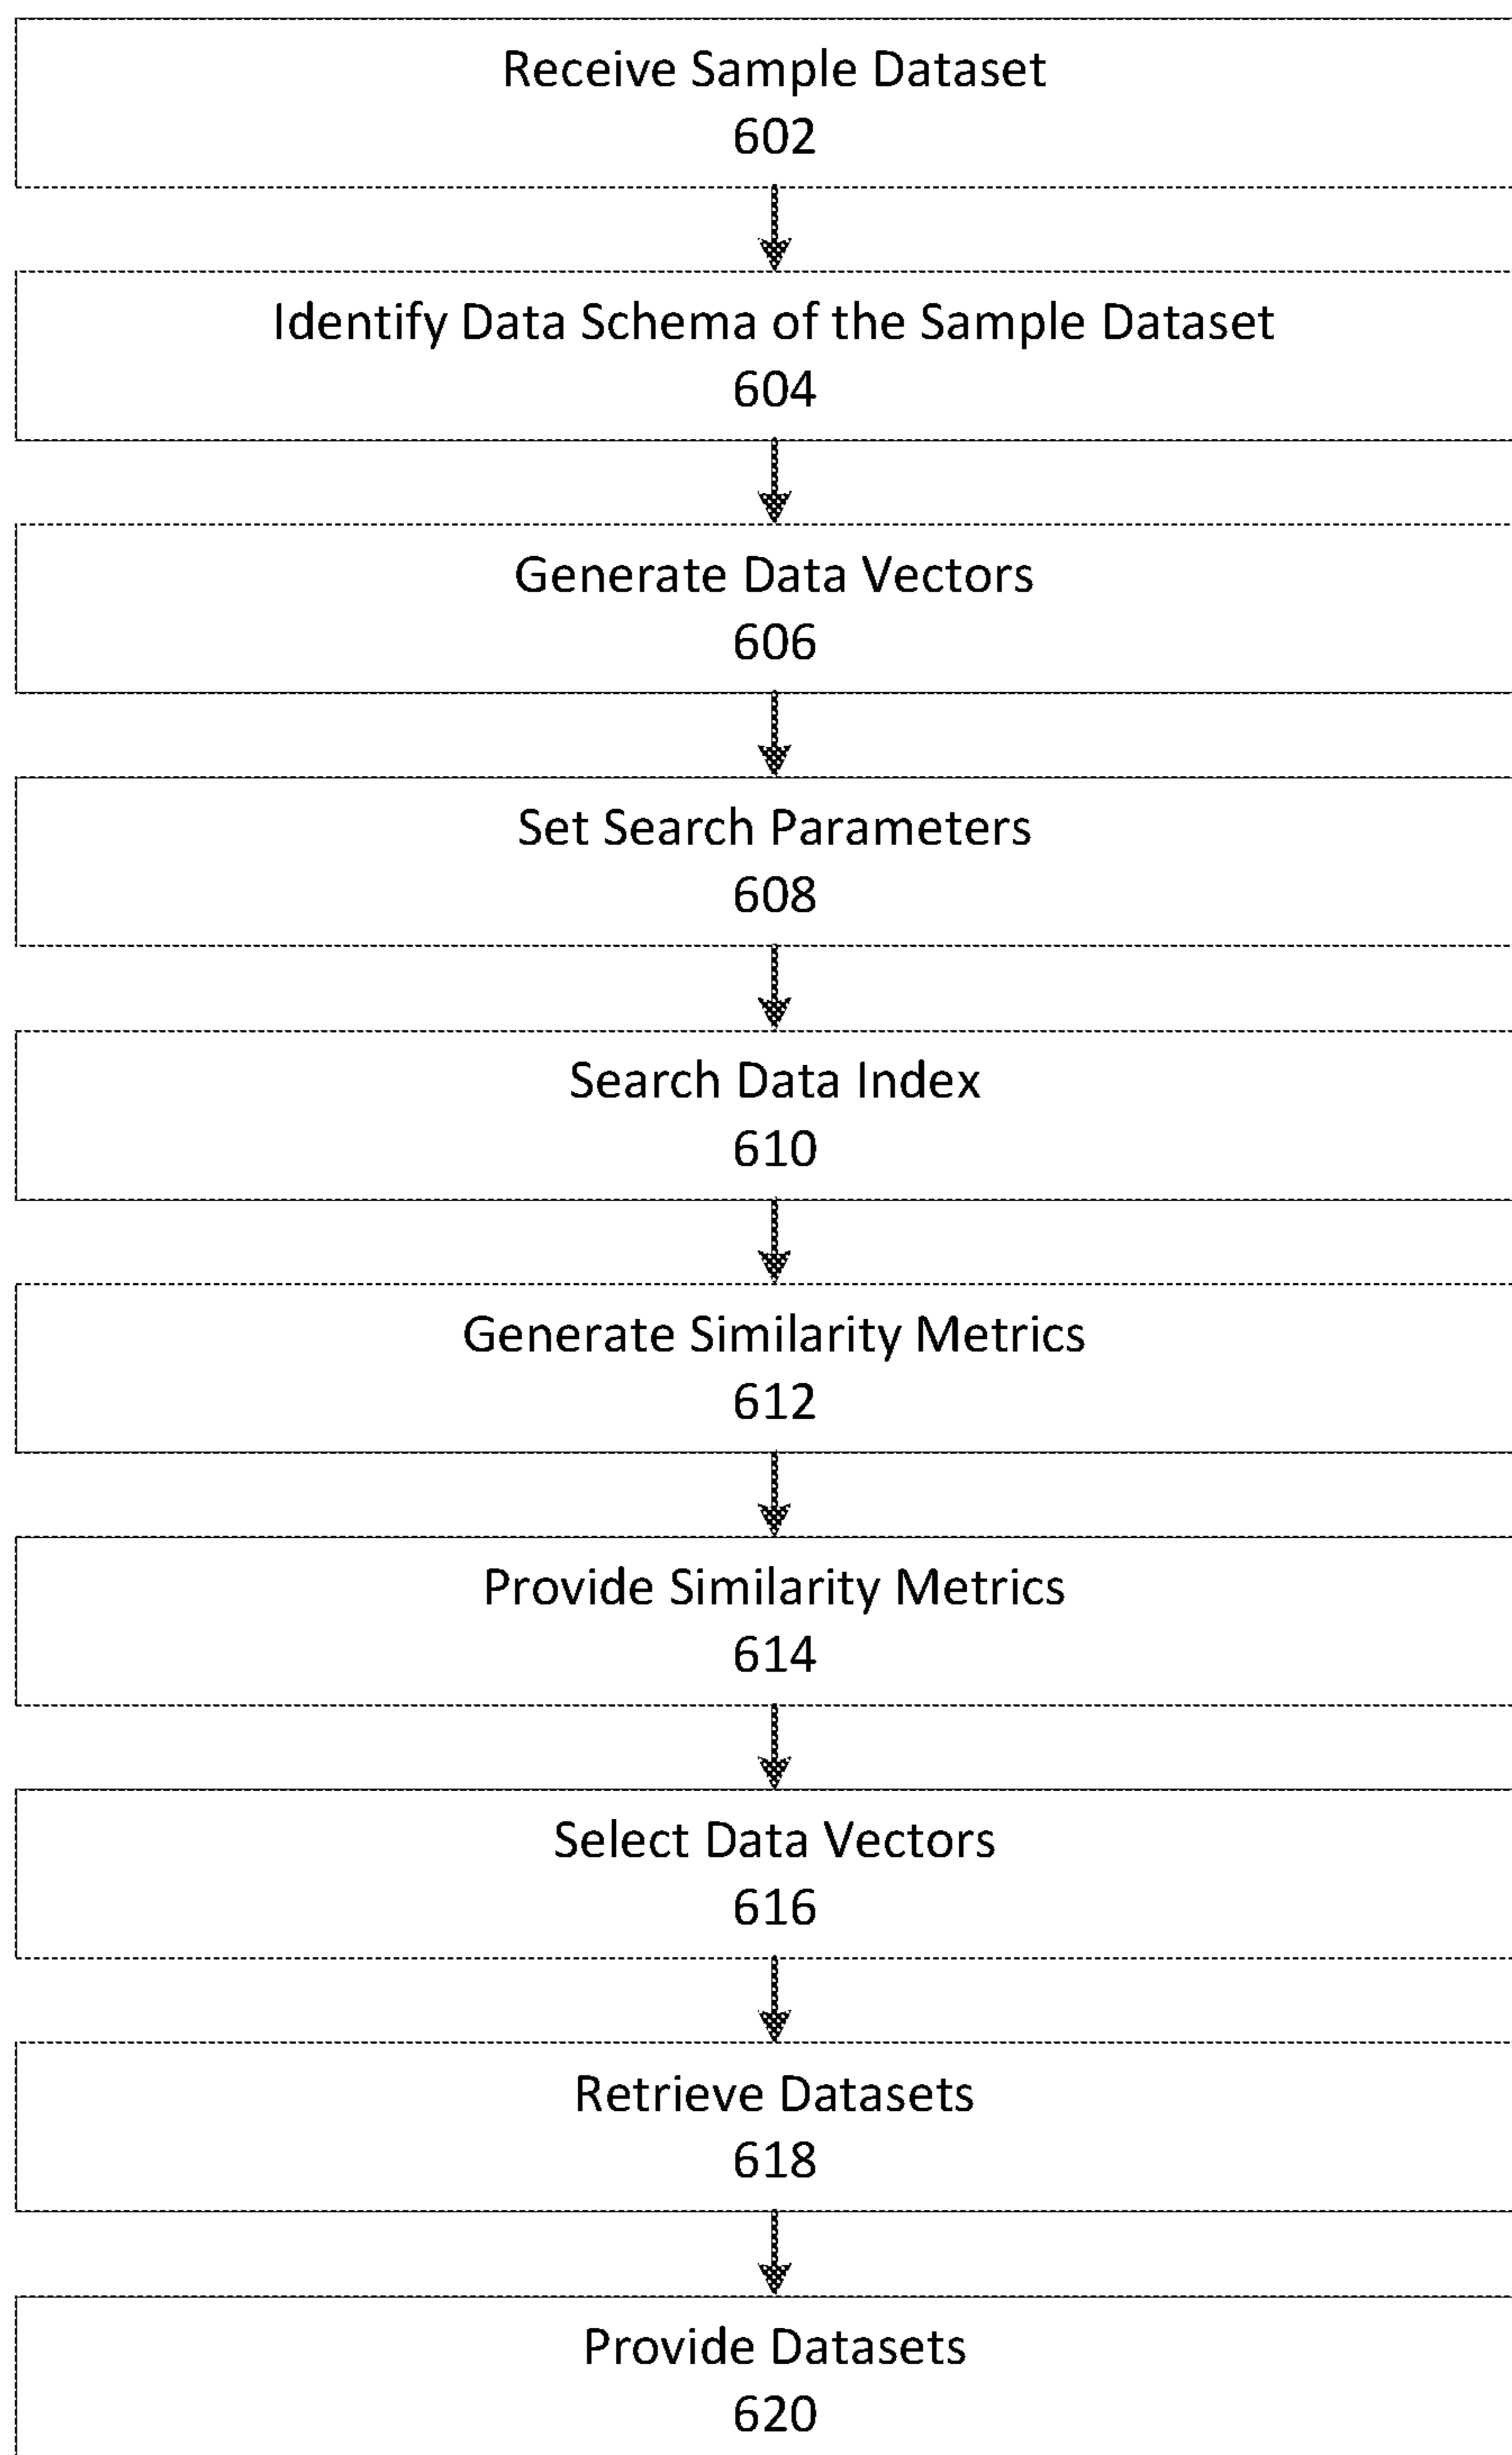 Receive Sample Dataset
602
Identify Data Schema of the Sample Dataset
604
Generate Data Vectors
606
Set Search Parameters
608
Search Data Index
610
Generate Similarity Metrics
612
Provide Similarity Metrics
614
Select Data Vectors
616
Retrieve Datasets
618
Provide Datasets
620